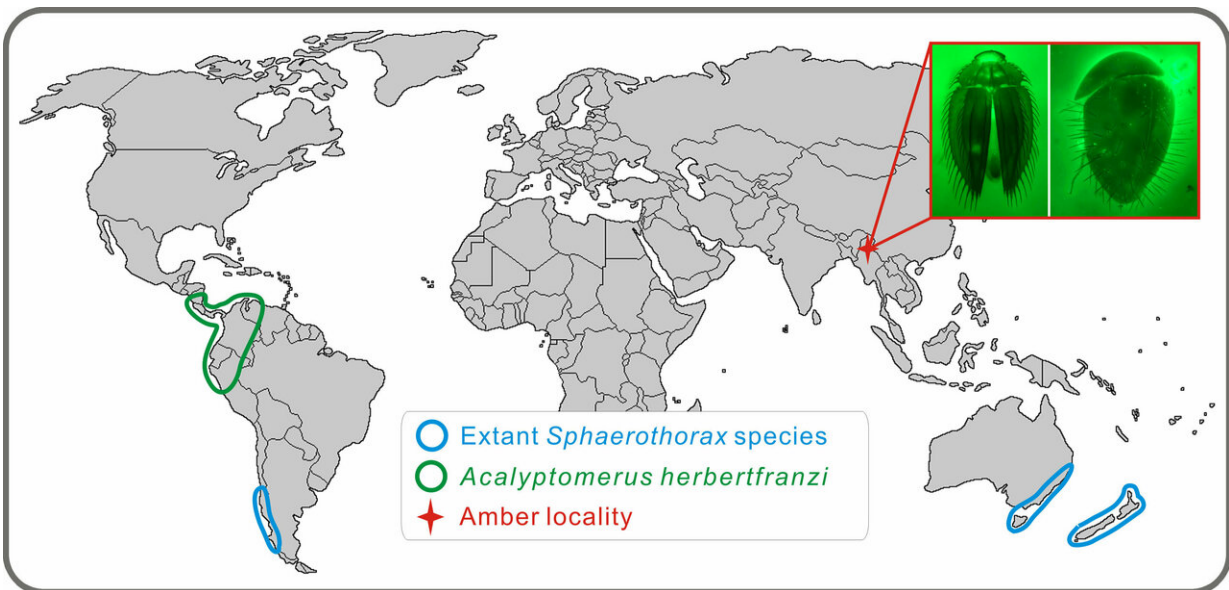 Extant Sphaerothorax species
Acalyptomerus herbertfranzi
Amber locality